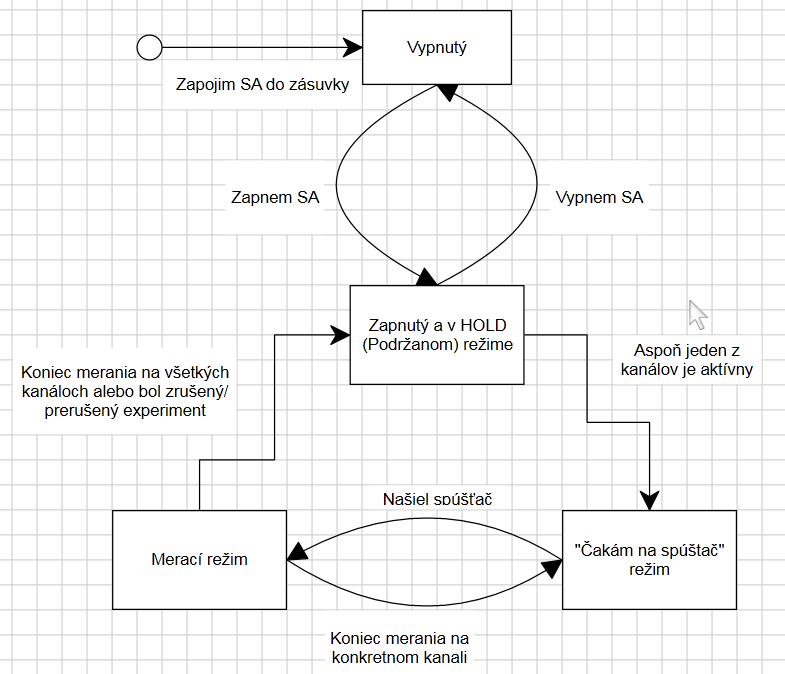 Vypnutý
Zapojim SA do zásuvky
Zapnem SA
Vypnem SA
Zapnutý a v HOLD
(Podržanom) režime
Aspoň jeden z
kanálov je aktívny
Koniec merania na všetkých
kanáloch alebo bol zrušený/
prerušený experiment
Našiel spúšťač
Merací režim
"Čakám na spúštač"
režim
Koniec merania na
konkretnom kanali